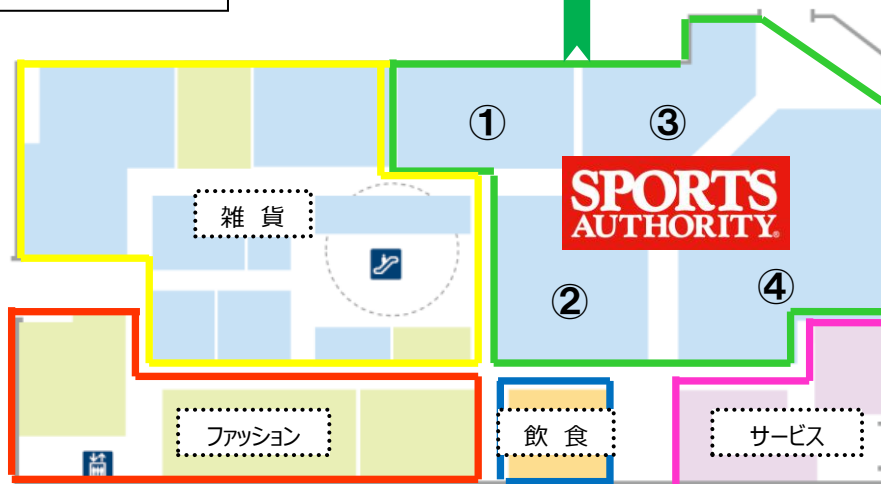 ①
③
SPORTS
AUTHORITY®
雑 貨
②
④
ファッション
飲 食
サービス